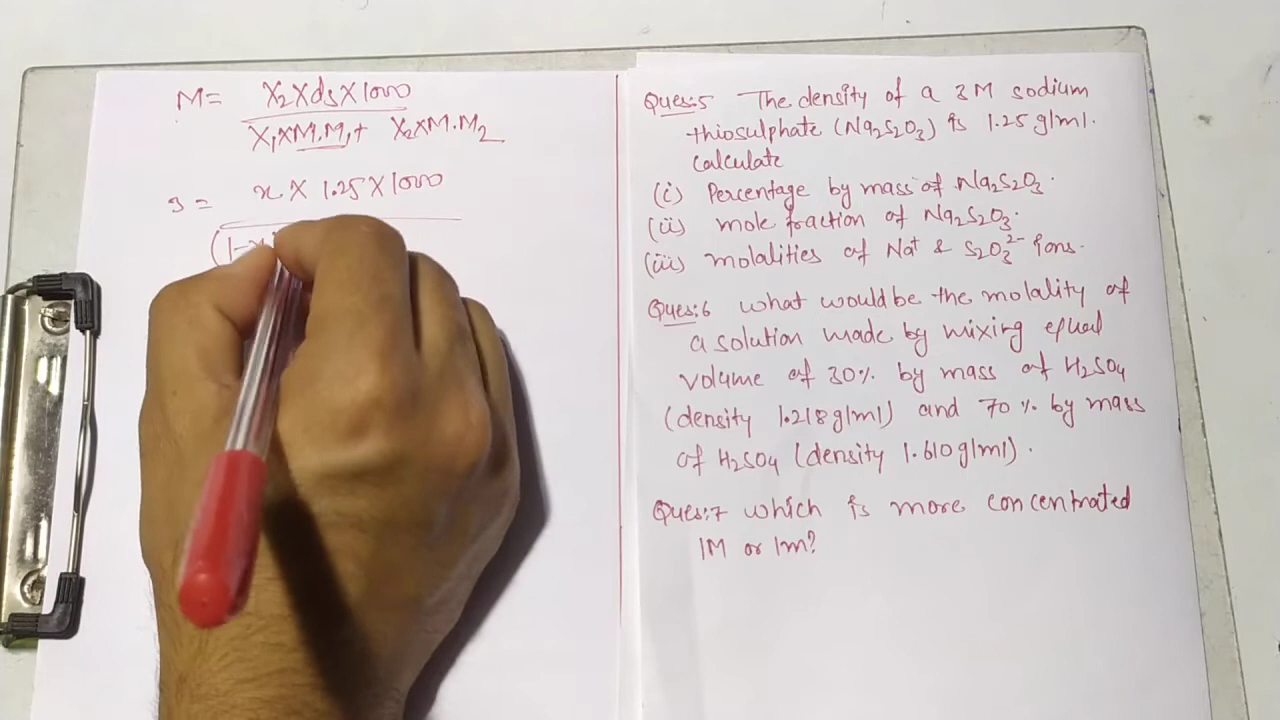 M= X2 X ds X 1000
X1 X M.M1 + X2 X M.M2
3 = x X 1.25 X 1000
(1-x)
Ques:5 The density of a 3M sodium
thiosulphate (Na2S2O3) is 1.25 g/ml.
calculate
(i) Percentage by mass of Na2S2O3.
(ii) mole fraction of Na2S2O3.
(iii) molalities of Na+ & S2O3 2- ions.
Ques:6 what would be the molality of
a solution made by mixing equal
volume of 30% by mass of H2SO4
(density 1.218 g/ml) and 70% by mass
of H2SO4 (density 1.610 g/ml).
Ques:7 which is more concentrated
1M or 1m?